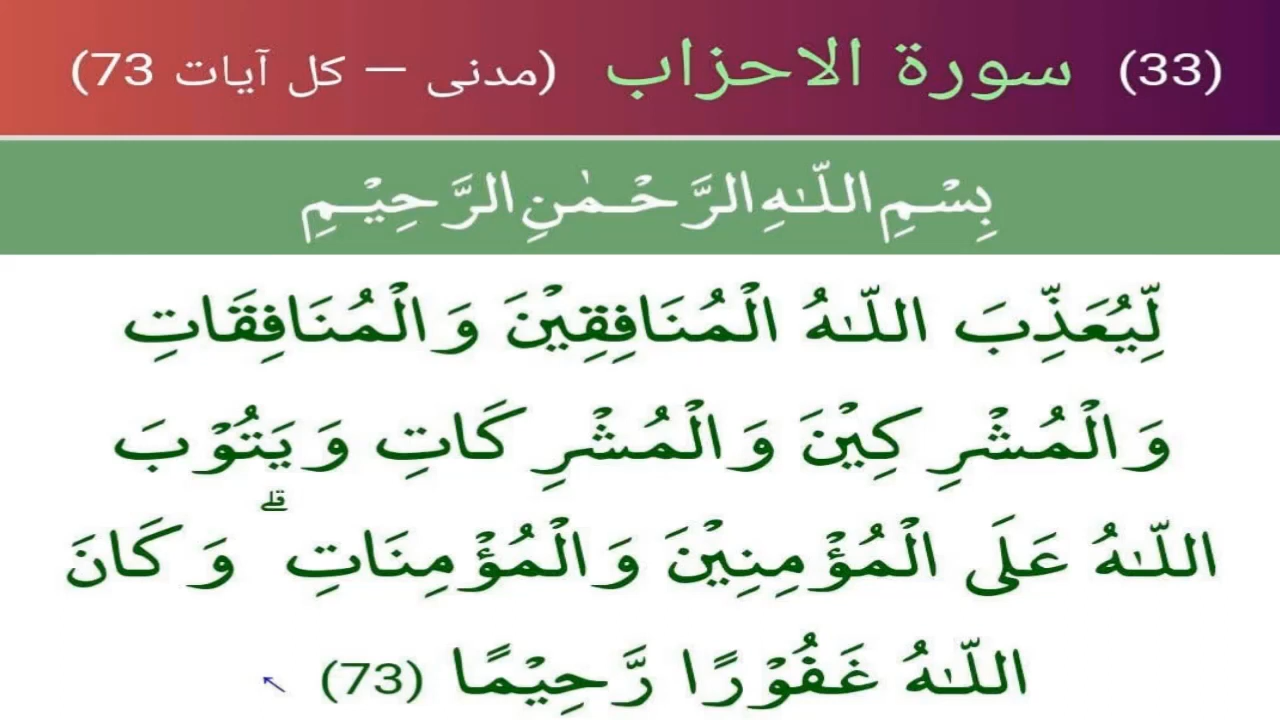 (33) سورة الاحزاب (مدنی — کل آیات 73)
بِسْمِ اللّٰهِ الرَّحْمٰنِ الرَّحِيْمِ
لِّيُعَذِّبَ اللّٰهُ الْمُنَافِقِيْنَ وَالْمُنَافِقَاتِ
وَالْمُشْرِكِيْنَ وَالْمُشْرِكَاتِ وَيَتُوْبَ
اللّٰهُ عَلَى الْمُؤْمِنِيْنَ وَالْمُؤْمِنَاتِ ۗ وَكَانَ
اللّٰهُ غَفُوْرًا رَّحِيْمًا (73)